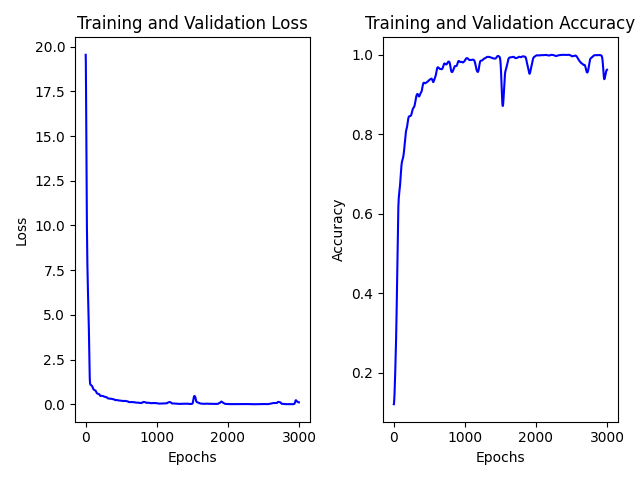 Training and Validation Loss
20.0
17.5
15.0
12.5
10.0
7.5
5.0
2.5
0.0
Loss
0 1000 2000 3000
Epochs
Training and Validation Accuracy
1.0
0.8
0.6
0.4
0.2
Accuracy
0 1000 2000 3000
Epochs